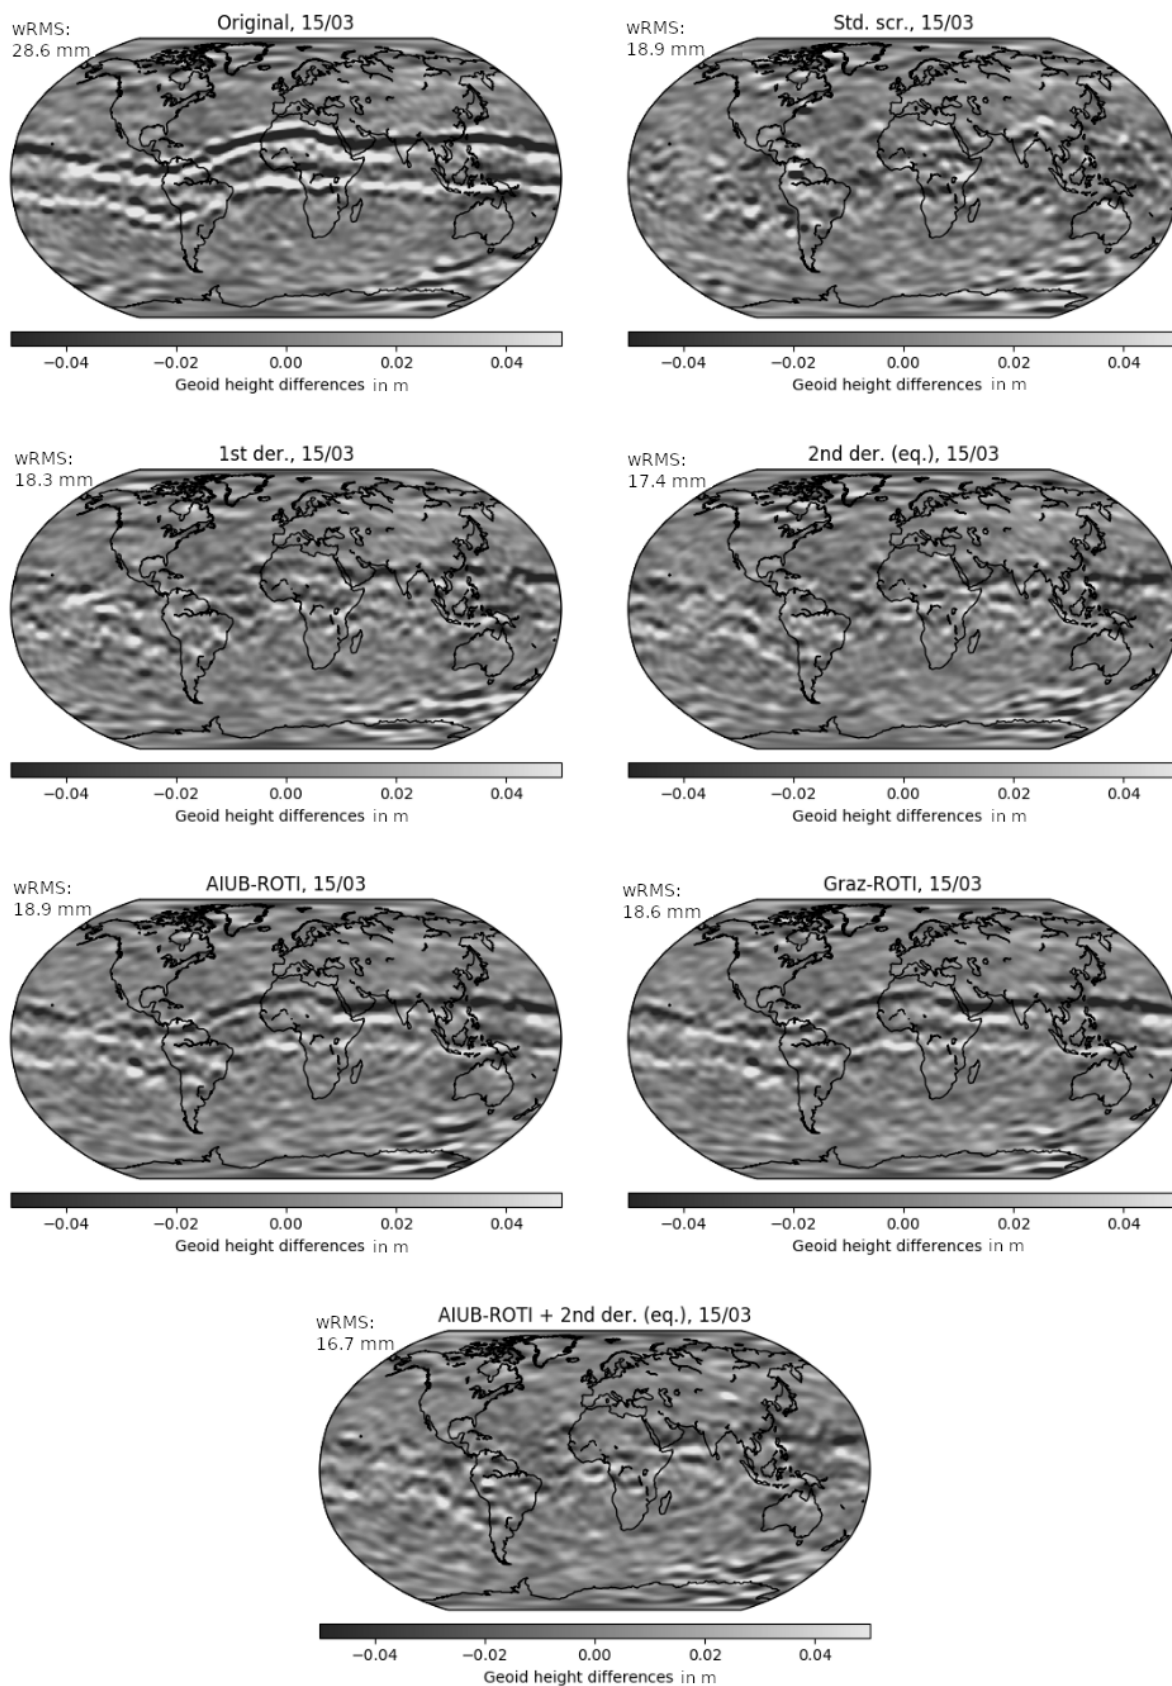 Original, 15/03
wRMS:
28.6 mm
−0.04 −0.02 0.00 0.02 0.04
Geoid height differences in m
Std. scr., 15/03
wRMS:
18.9 mm
−0.04 −0.02 0.00 0.02 0.04
Geoid height differences in m
1st der., 15/03
wRMS:
18.3 mm
−0.04 −0.02 0.00 0.02 0.04
Geoid height differences in m
2nd der. (eq.), 15/03
wRMS:
17.4 mm
−0.04 −0.02 0.00 0.02 0.04
Geoid height differences in m
AIUB-ROTI, 15/03
wRMS:
18.9 mm
−0.04 −0.02 0.00 0.02 0.04
Geoid height differences in m
Graz-ROTI, 15/03
wRMS:
18.6 mm
−0.04 −0.02 0.00 0.02 0.04
Geoid height differences in m
AIUB-ROTI + 2nd der. (eq.), 15/03
wRMS:
16.7 mm
−0.04 −0.02 0.00 0.02 0.04
Geoid height differences in m